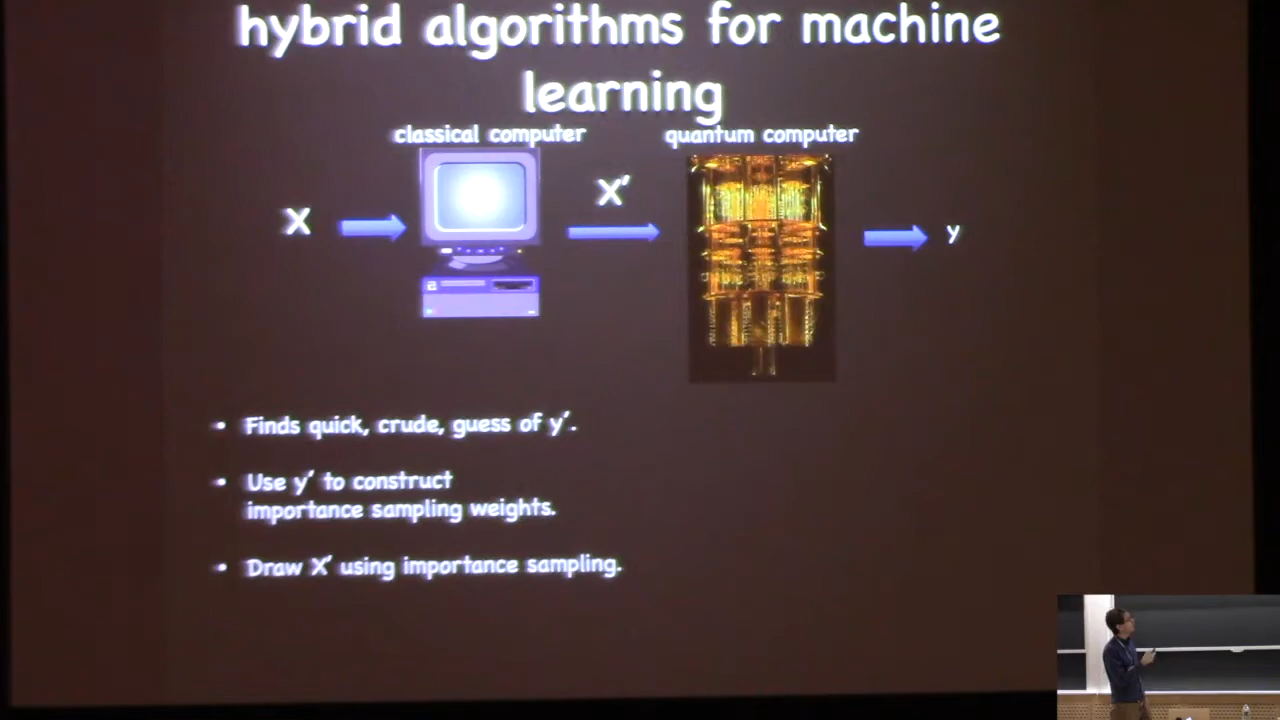 hybrid algorithms for machine
learning
classical computer
quantum computer
X
X′
y
• Finds quick, crude, guess of y′.
• Use y′ to construct
importance sampling weights.
• Draw X′ using importance sampling.